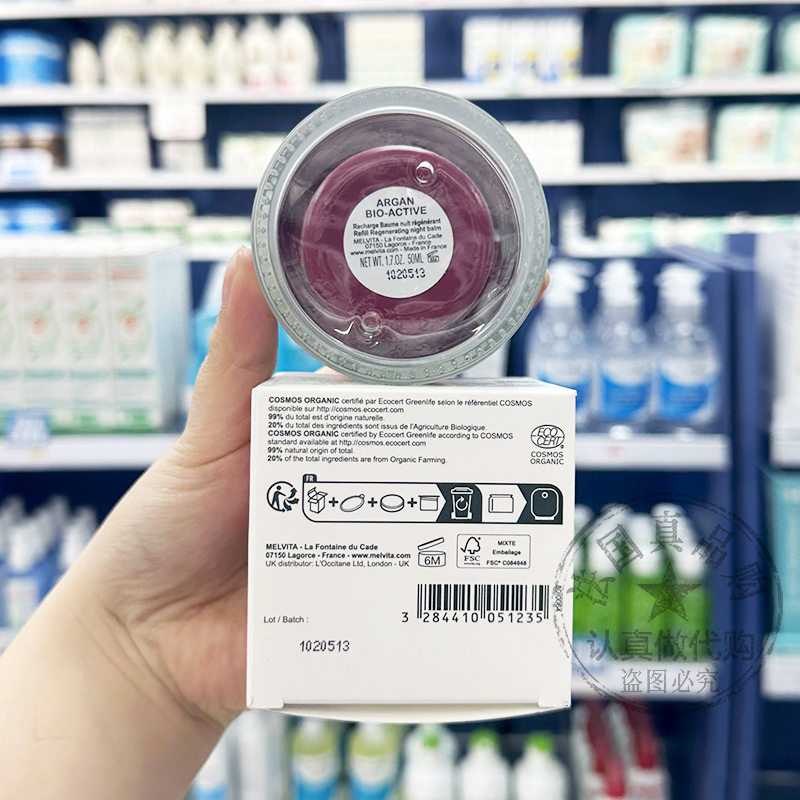 ARGAN
BIO-ACTIVE
Recharge Baume nuit régénérant
Refill Regenerating night balm
MELVITA - La Fontaine du Cade
07150 Lagorce - France
www.melvita.com - Made in France
NET WT. 1.7.OZ. 50ML
1020513
COSMOS ORGANIC certifié par Ecocert Greenlife selon le référentiel COSMOS
disponible sur http://cosmos.ecocert.com
99% du total est d'origine naturelle.
20% du total des ingrédients sont issus de l'Agriculture Biologique.
COSMOS ORGANIC certified by Ecocert Greenlife according to COSMOS
standard available at http://cosmos.ecocert.com
99% natural origin of total.
20% of the total ingredients are from Organic Farming.
ECO
CERT
COSMOS
ORGANIC
FR
MELVITA - La Fontaine du Cade
07150 Lagorce - France - www.melvita.com
UK distributor: L'Occitane Ltd, London - UK
6M
FSC
MIXTE
Emballage
FSC® C084648
3 284410 051235
Lot / Batch :
1020513
法国真品阁
认真做代购
盗图必究